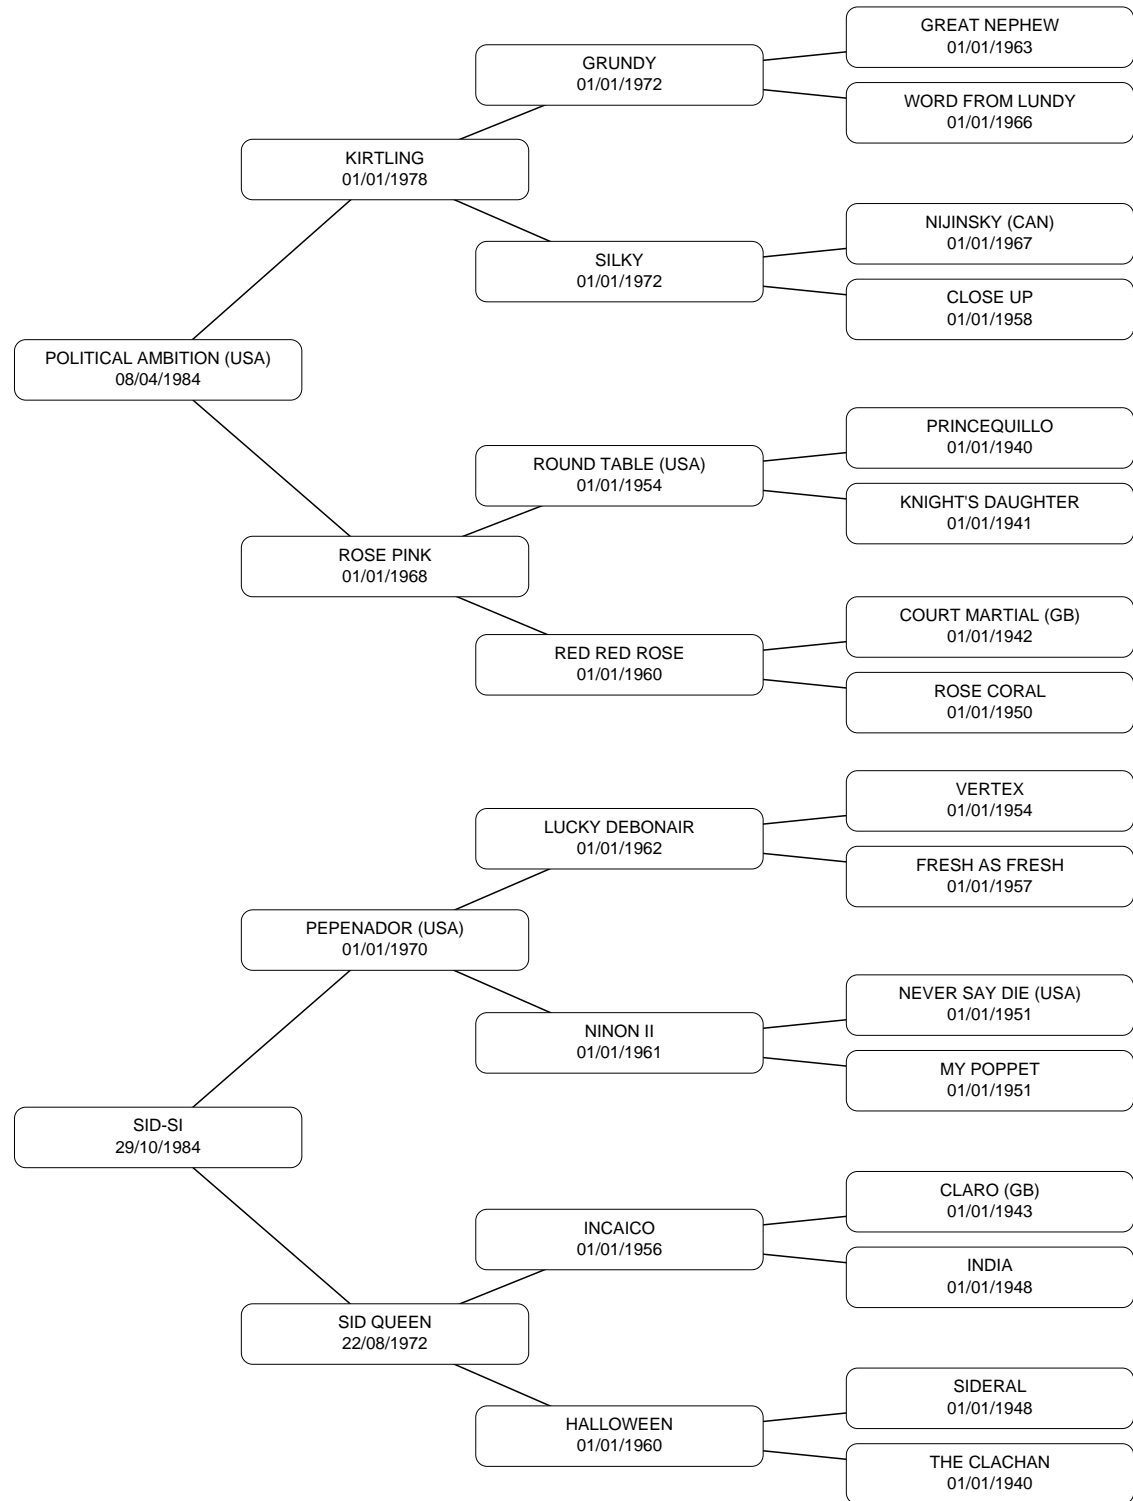 GREAT NEPHEW
01/01/1963
GRUNDY
01/01/1972
WORD FROM LUNDY
01/01/1966
KIRTLING
01/01/1978
NIJINSKY (CAN)
01/01/1967
SILKY
01/01/1972
CLOSE UP
01/01/1958
POLITICAL AMBITION (USA)
08/04/1984
PRINCEQUILLO
01/01/1940
ROUND TABLE (USA)
01/01/1954
KNIGHT'S DAUGHTER
01/01/1941
ROSE PINK
01/01/1968
COURT MARTIAL (GB)
01/01/1942
RED RED ROSE
01/01/1960
ROSE CORAL
01/01/1950
VERTEX
01/01/1954
LUCKY DEBONAIR
01/01/1962
FRESH AS FRESH
01/01/1957
PEPENADOR (USA)
01/01/1970
NEVER SAY DIE (USA)
01/01/1951
NINON II
01/01/1961
MY POPPET
01/01/1951
SID-SI
29/10/1984
CLARO (GB)
01/01/1943
INCAICO
01/01/1956
INDIA
01/01/1948
SID QUEEN
22/08/1972
SIDERAL
01/01/1948
HALLOWEEN
01/01/1960
THE CLACHAN
01/01/1940